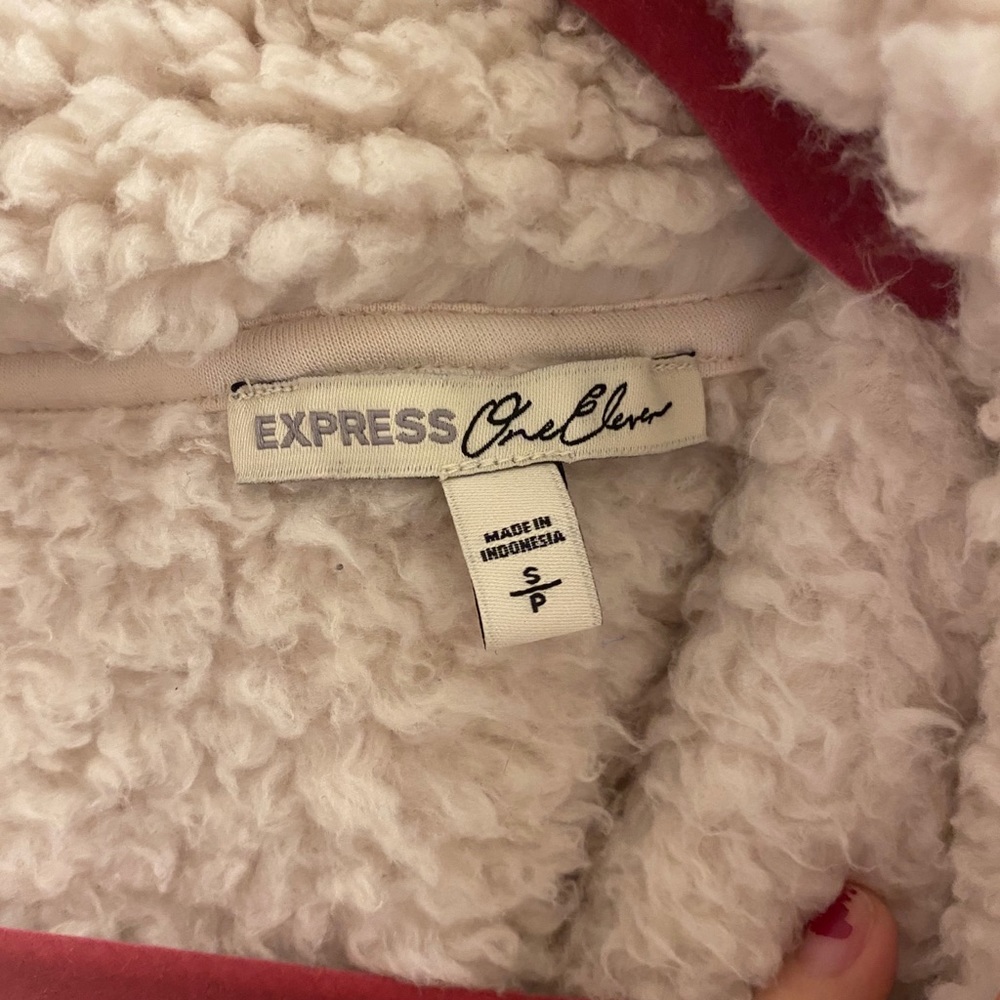 EXPRESS One Eleven
MADE IN
INDONESIA
S
P